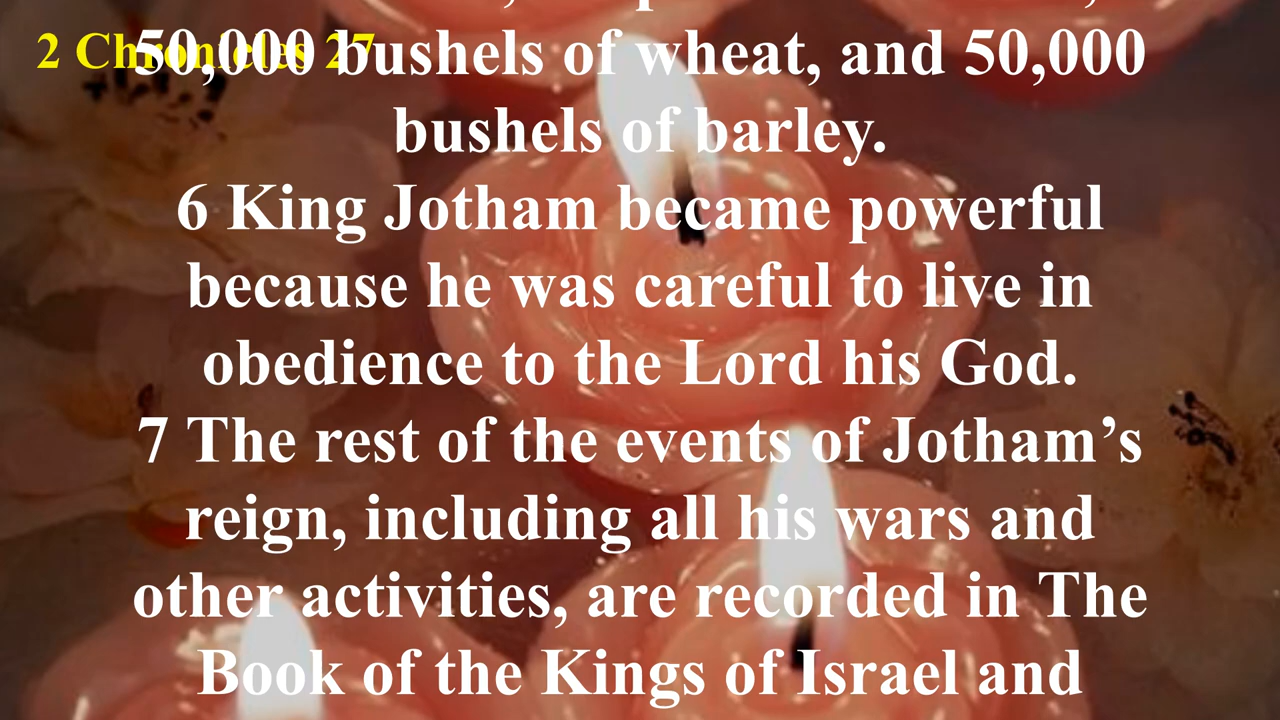 2 Chronicles 27
50,000 bushels of wheat, and 50,000
bushels of barley.
6 King Jotham became powerful
because he was careful to live in
obedience to the Lord his God.
7 The rest of the events of Jotham’s
reign, including all his wars and
other activities, are recorded in The
Book of the Kings of Israel and